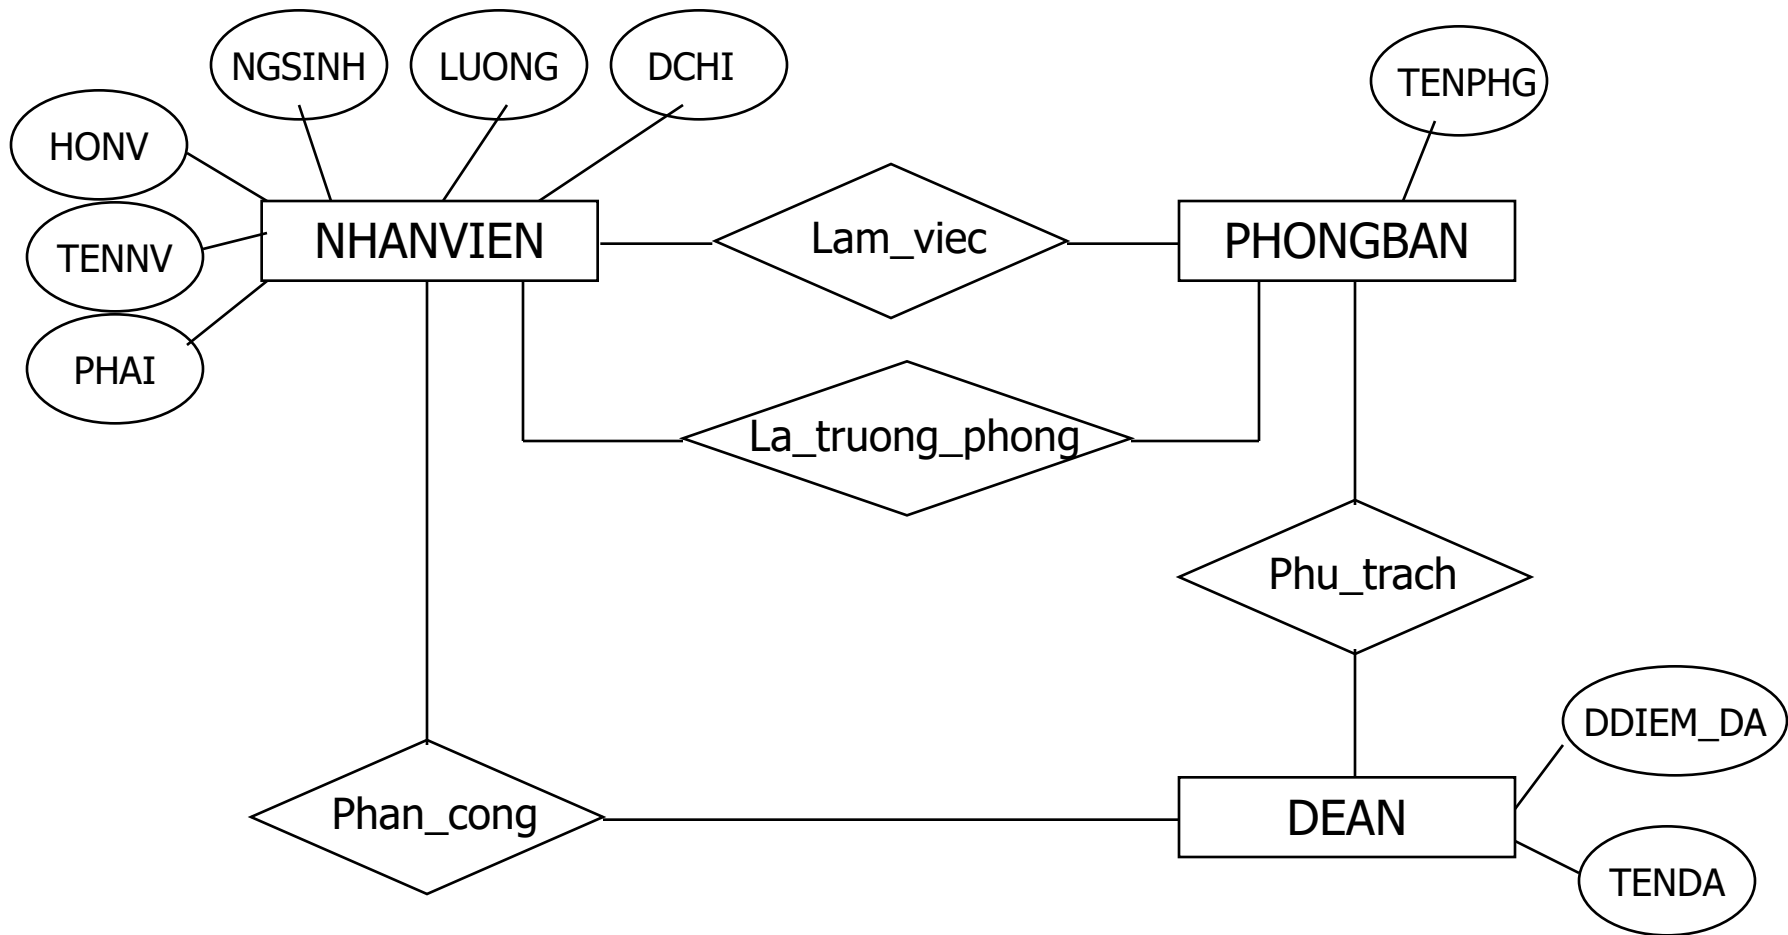 NGSINH
LUONG
DCHI
TENPHG
HONV
TENNV
PHAI
NHANVIEN
Lam_viec
PHONGBAN
La_truong_phong
Phu_trach
Phan_cong
DEAN
DDIEM_DA
TENDA